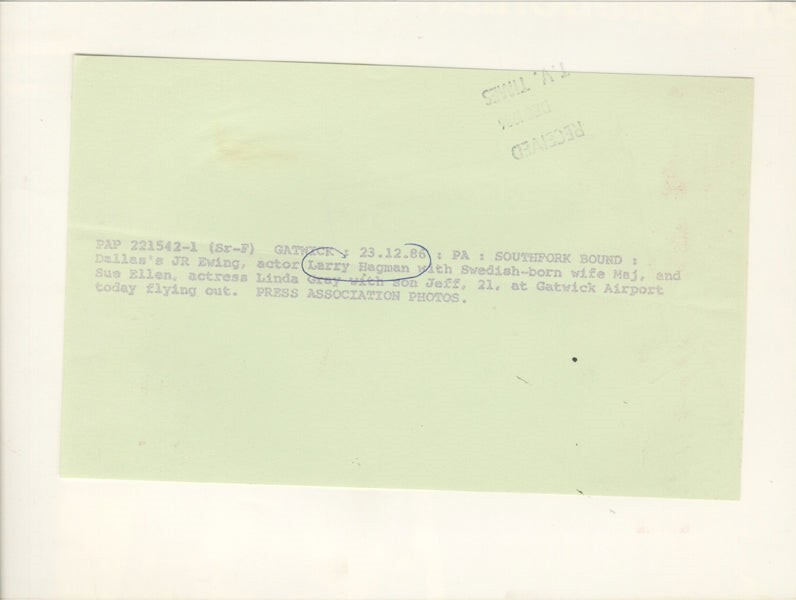 T.V. TIMES
RECEIVED
PAP 221542-1 (Sr-F) GATWICK : 23.12.86 : PA : SOUTHFORK BOUND :
Dallas's JR Ewing, actor Larry Hagman with Swedish-born wife Maj, and
Sue Ellen, actress Linda Gray with son Jeff, 21, at Gatwick Airport
today flying out. PRESS ASSOCIATION PHOTOS.